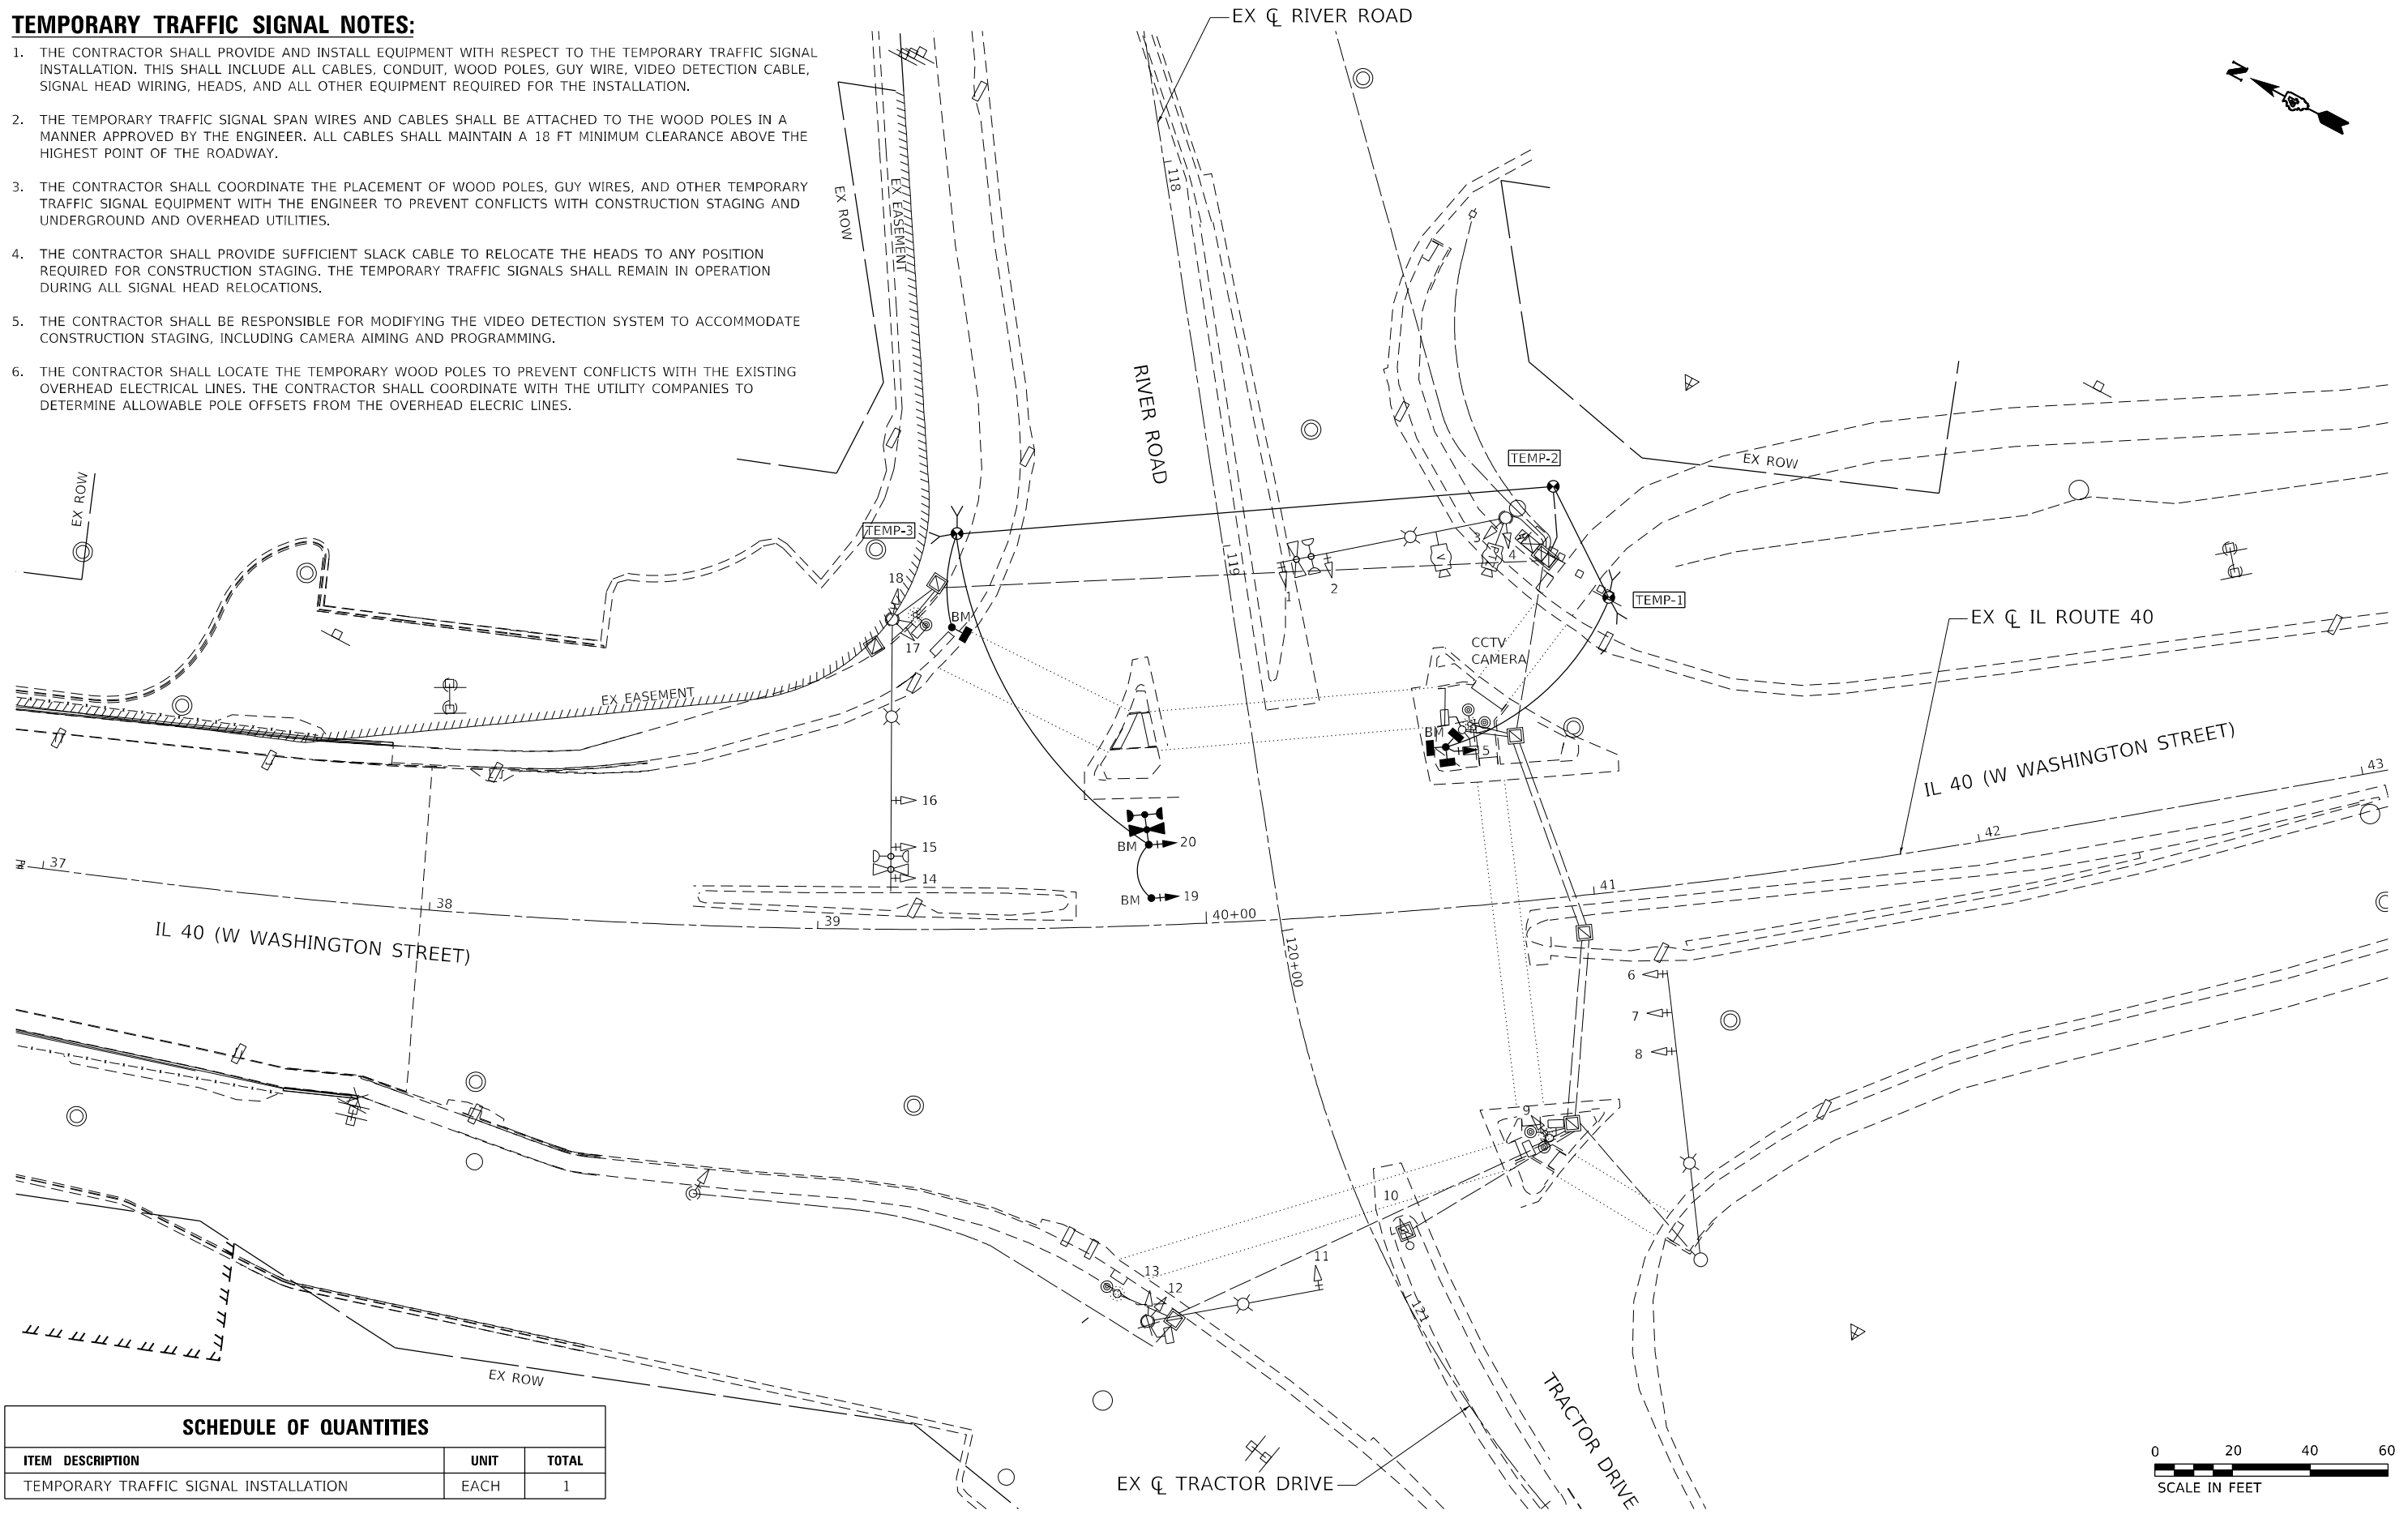 TEMPORARY TRAFFIC SIGNAL NOTES:
1. THE CONTRACTOR SHALL PROVIDE AND INSTALL EQUIPMENT WITH RESPECT TO THE TEMPORARY TRAFFIC SIGNAL
INSTALLATION. THIS SHALL INCLUDE ALL CABLES, CONDUIT, WOOD POLES, GUY WIRE, VIDEO DETECTION CABLE,
SIGNAL HEAD WIRING, HEADS, AND ALL OTHER EQUIPMENT REQUIRED FOR THE INSTALLATION.
2. THE TEMPORARY TRAFFIC SIGNAL SPAN WIRES AND CABLES SHALL BE ATTACHED TO THE WOOD POLES IN A
MANNER APPROVED BY THE ENGINEER. ALL CABLES SHALL MAINTAIN A 18 FT MINIMUM CLEARANCE ABOVE THE
HIGHEST POINT OF THE ROADWAY.
3. THE CONTRACTOR SHALL COORDINATE THE PLACEMENT OF WOOD POLES, GUY WIRES, AND OTHER TEMPORARY
TRAFFIC SIGNAL EQUIPMENT WITH THE ENGINEER TO PREVENT CONFLICTS WITH CONSTRUCTION STAGING AND
UNDERGROUND AND OVERHEAD UTILITIES.
4. THE CONTRACTOR SHALL PROVIDE SUFFICIENT SLACK CABLE TO RELOCATE THE HEADS TO ANY POSITION
REQUIRED FOR CONSTRUCTION STAGING. THE TEMPORARY TRAFFIC SIGNALS SHALL REMAIN IN OPERATION
DURING ALL SIGNAL HEAD RELOCATIONS.
5. THE CONTRACTOR SHALL BE RESPONSIBLE FOR MODIFYING THE VIDEO DETECTION SYSTEM TO ACCOMMODATE
CONSTRUCTION STAGING, INCLUDING CAMERA AIMING AND PROGRAMMING.
6. THE CONTRACTOR SHALL LOCATE THE TEMPORARY WOOD POLES TO PREVENT CONFLICTS WITH THE EXISTING
OVERHEAD ELECTRICAL LINES. THE CONTRACTOR SHALL COORDINATE WITH THE UTILITY COMPANIES TO
DETERMINE ALLOWABLE POLE OFFSETS FROM THE OVERHEAD ELECRIC LINES.
EX ℄ RIVER ROAD
N
118
EX ROW
EX EASEMENT
RIVER ROAD
TEMP-2
EX ROW
EX ROW
TEMP-3
3
4
119
1
2
18
BM
17
TEMP-1
EX ℄ IL ROUTE 40
CCTV
CAMERA
EX EASEMENT
BM
5
IL 40 (W WASHINGTON STREET)
43
16
15
14
BM
20
42
37
38
39
BM
19
40+00
41
IL 40 (W WASHINGTON STREET)
120+00
6
7
8
9
10
11
13
12
121
EX ROW
TRACTOR DRIVE
EX ℄ TRACTOR DRIVE
SCHEDULE OF QUANTITIES
ITEM DESCRIPTION UNIT TOTAL
TEMPORARY TRAFFIC SIGNAL INSTALLATION EACH 1
0 20 40 60
SCALE IN FEET